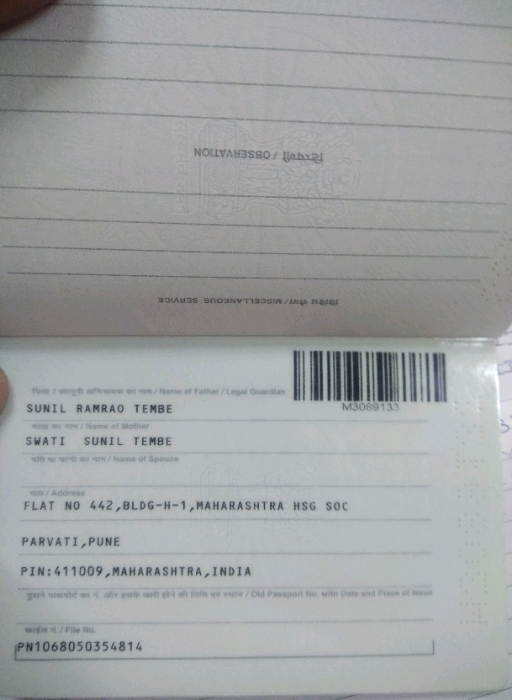 टिप्पणी / OBSERVATION
विविध सेवा / MISCELLANEOUS SERVICE
पिता / कानूनी अभिभावक का नाम / Name of Father / Legal Guardian
M3089133
SUNIL RAMRAO TEMBE
माता का नाम / Name of Mother
SWATI SUNIL TEMBE
पति या पत्नी का नाम / Name of Spouse
पता / Address
FLAT NO 442,BLDG-H-1,MAHARASHTRA HSG SOC
PARVATI,PUNE
PIN:411009,MAHARASHTRA,INDIA
पुराने पासपोर्ट का नं. और इसके जारी होने की तिथि एवं स्थान / Old Passport No. with Date and Place of Issue
फाईल नं. / File No.
PN1068050354814